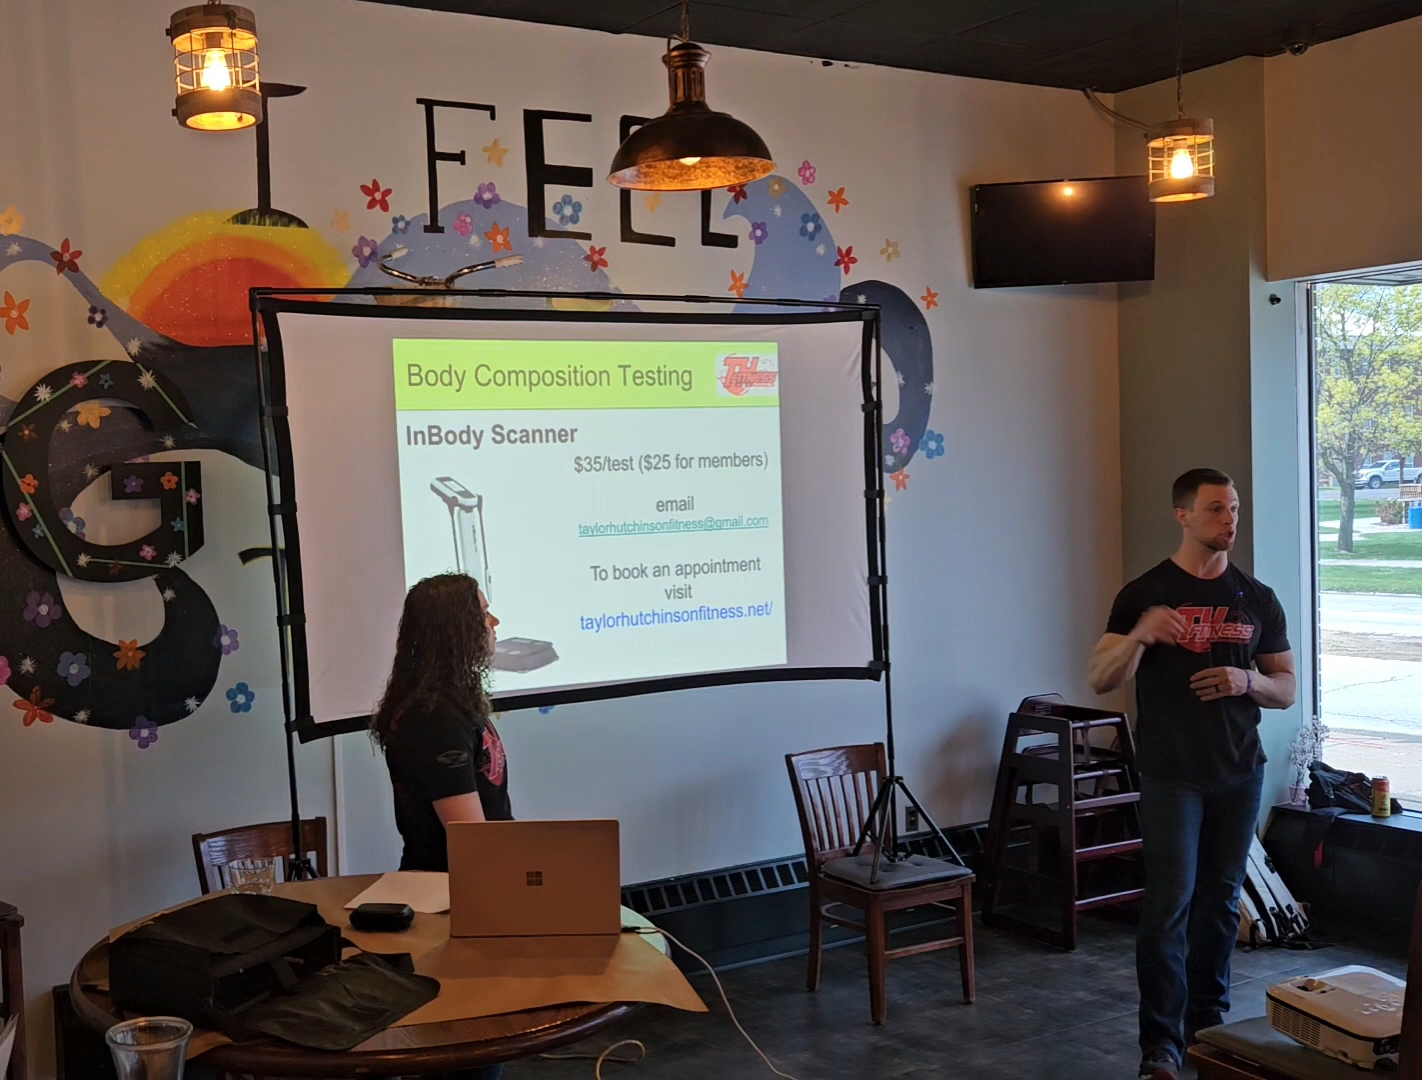 I FELL
G
Body Composition Testing
TH
FITNESS
InBody Scanner
$35/test ($25 for members)
email
taylorhutchinsonfitness@gmail.com
To book an appointment
visit
taylorhutchinsonfitness.net/
TH
FITNESS